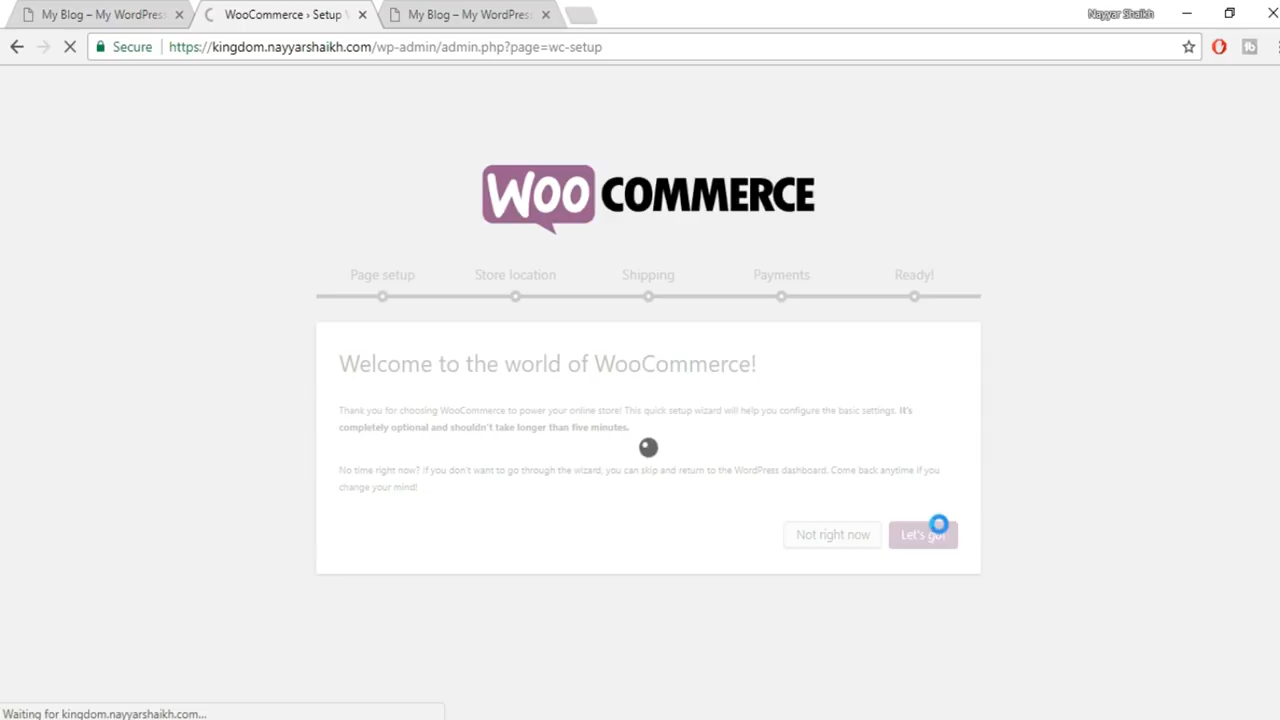 My Blog – My WordPress
WooCommerce › Setup
My Blog – My WordPress
Nayyar Shaikh
Secure
https://kingdom.nayyarshaikh.com/wp-admin/admin.php?page=wc-setup
WOO COMMERCE
Page setup
Store location
Shipping
Payments
Ready!
Welcome to the world of WooCommerce!
Thank you for choosing WooCommerce to power your online store! This quick setup wizard will help you configure the basic settings. It's
completely optional and shouldn't take longer than five minutes.
No time right now? If you don't want to go through the wizard, you can skip and return to the WordPress dashboard. Come back anytime if you
change your mind!
Not right now
Let's go!
Waiting for kingdom.nayyarshaikh.com...